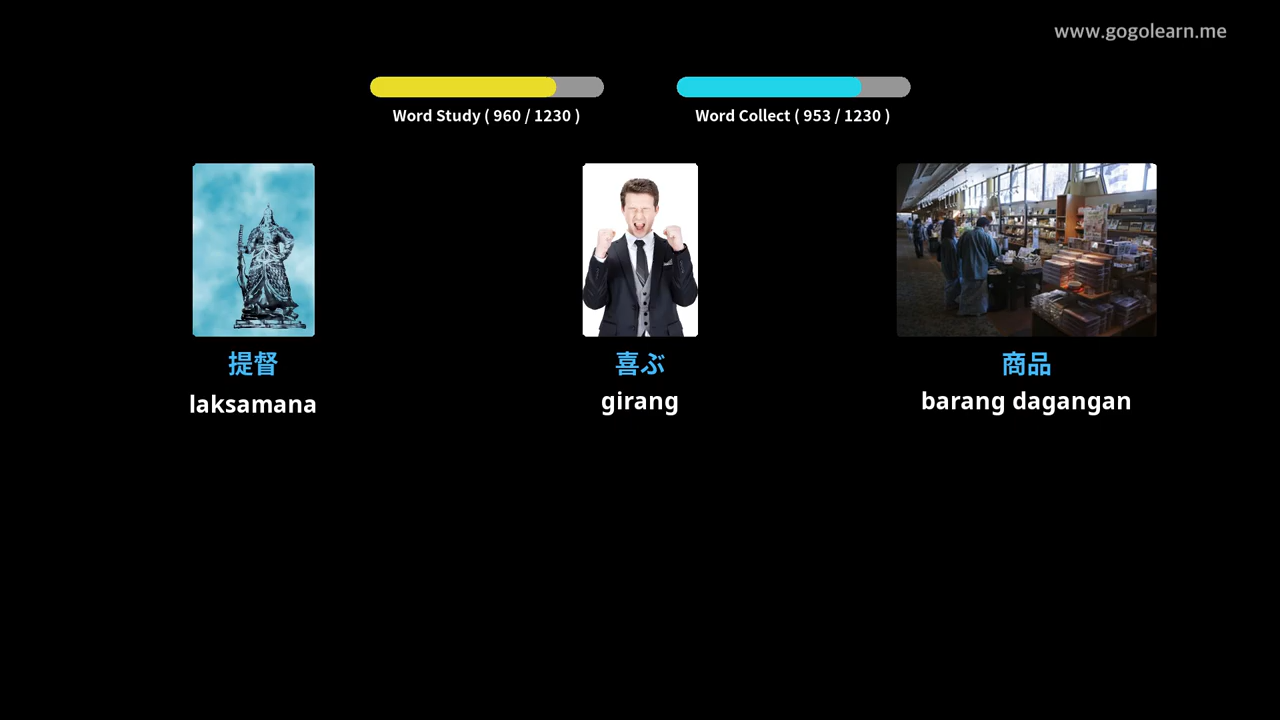 www.gogolearn.me
Word Study ( 960 / 1230 )
Word Collect ( 953 / 1230 )
提督
喜ぶ
商品
laksamana
girang
barang dagangan